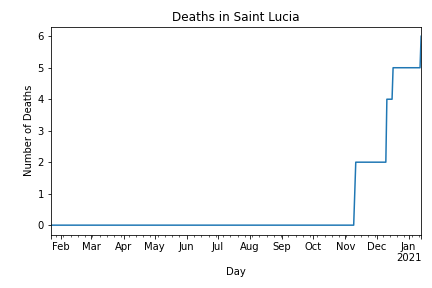 Deaths in Saint Lucia
6
5
4
3
2
1
0
Number of Deaths
Feb Mar Apr May Jun Jul Aug Sep Oct Nov Dec Jan
2021
Day